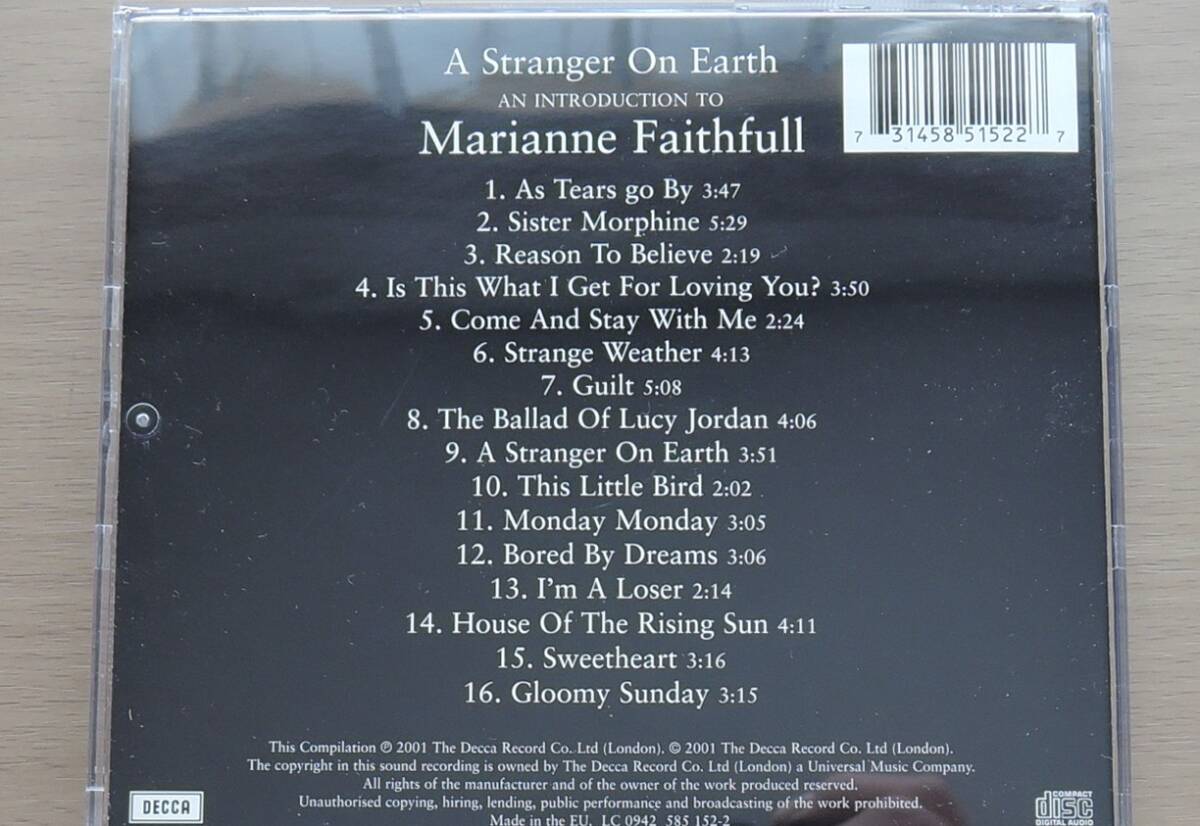 A Stranger On Earth
AN INTRODUCTION TO
Marianne Faithfull
7 31458 51522 7
1. As Tears go By 3:47
2. Sister Morphine 5:29
3. Reason To Believe 2:19
4. Is This What I Get For Loving You? 3:50
5. Come And Stay With Me 2:24
6. Strange Weather 4:13
7. Guilt 5:08
8. The Ballad Of Lucy Jordan 4:06
9. A Stranger On Earth 3:51
10. This Little Bird 2:02
11. Monday Monday 3:05
12. Bored By Dreams 3:06
13. I'm A Loser 2:14
14. House Of The Rising Sun 4:11
15. Sweetheart 3:16
16. Gloomy Sunday 3:15
This Compilation ℗ 2001 The Decca Record Co. Ltd (London). © 2001 The Decca Record Co. Ltd (London).
The copyright in this sound recording is owned by The Decca Record Co. Ltd (London) a Universal Music Company.
All rights of the manufacturer and of the owner of the work produced reserved.
Unauthorised copying, hiring, lending, public performance and broadcasting of the work prohibited.
Made in the EU. LC 0942 585 152-2
DECCA
COMPACT
disc
DIGITAL AUDIO